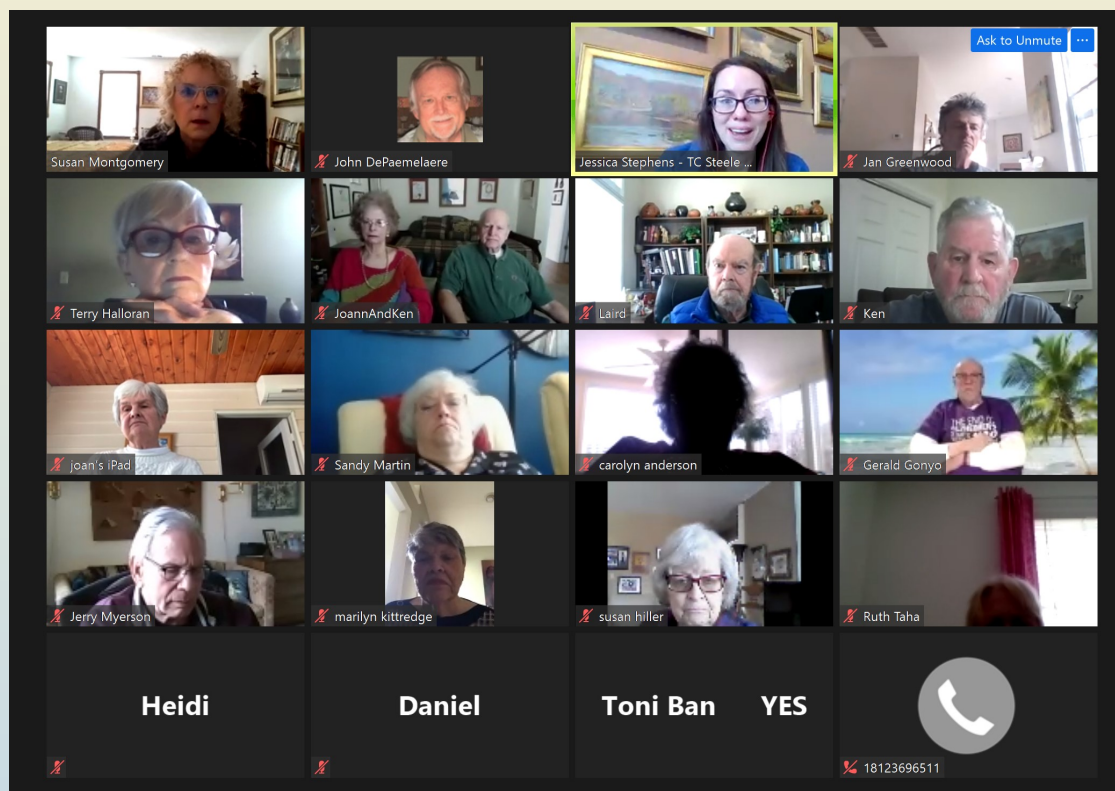 Ask to Unmute
...
Susan Montgomery
John DePaemelaere
Jessica Stephens - TC Steele ...
Jan Greenwood
Terry Halloran
JoannAndKen
Laird
Ken
joan's iPad
Sandy Martin
carolyn anderson
Gerald Gonyo
Jerry Myerson
marilyn kittredge
susan hiller
Ruth Taha
Heidi
Daniel
Toni Ban YES
18123696511